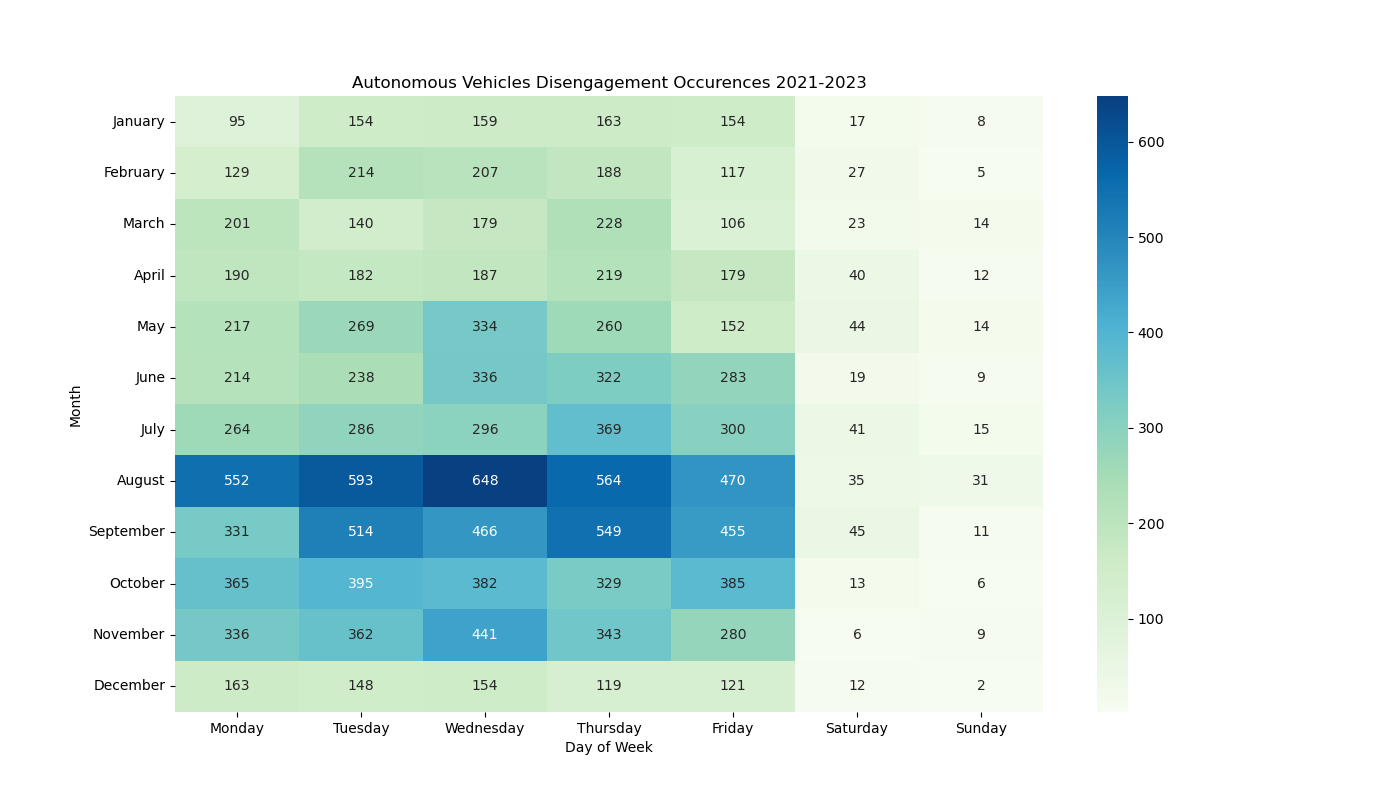 Autonomous Vehicles Disengagement Occurences 2021-2023
January 95 154 159 163 154 17 8
February 129 214 207 188 117 27 5
March 201 140 179 228 106 23 14
April 190 182 187 219 179 40 12
May 217 269 334 260 152 44 14
June 214 238 336 322 283 19 9
July 264 286 296 369 300 41 15
August 552 593 648 564 470 35 31
September 331 514 466 549 455 45 11
October 365 395 382 329 385 13 6
November 336 362 441 343 280 6 9
December 163 148 154 119 121 12 2
Monday Tuesday Wednesday Thursday Friday Saturday Sunday
Day of Week
Month
600
500
400
300
200
100